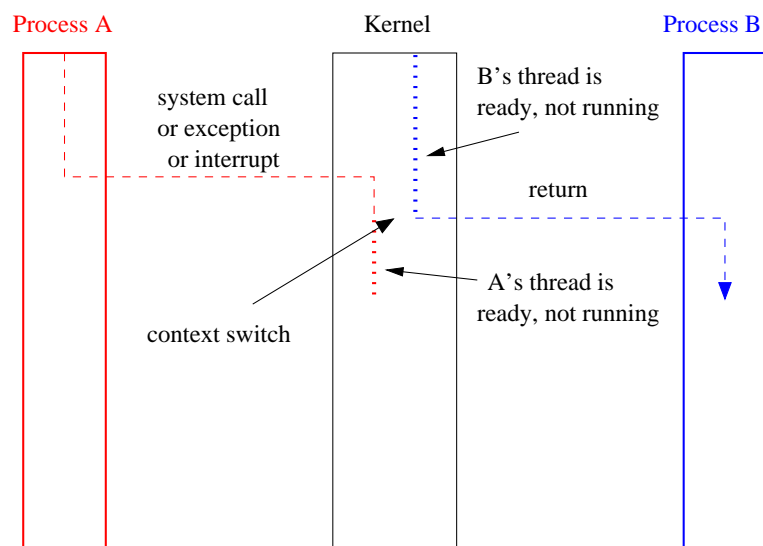 Process A
Kernel
Process B
system call
or exception
or interrupt
B’s thread is
ready, not running
return
A’s thread is
ready, not running
context switch